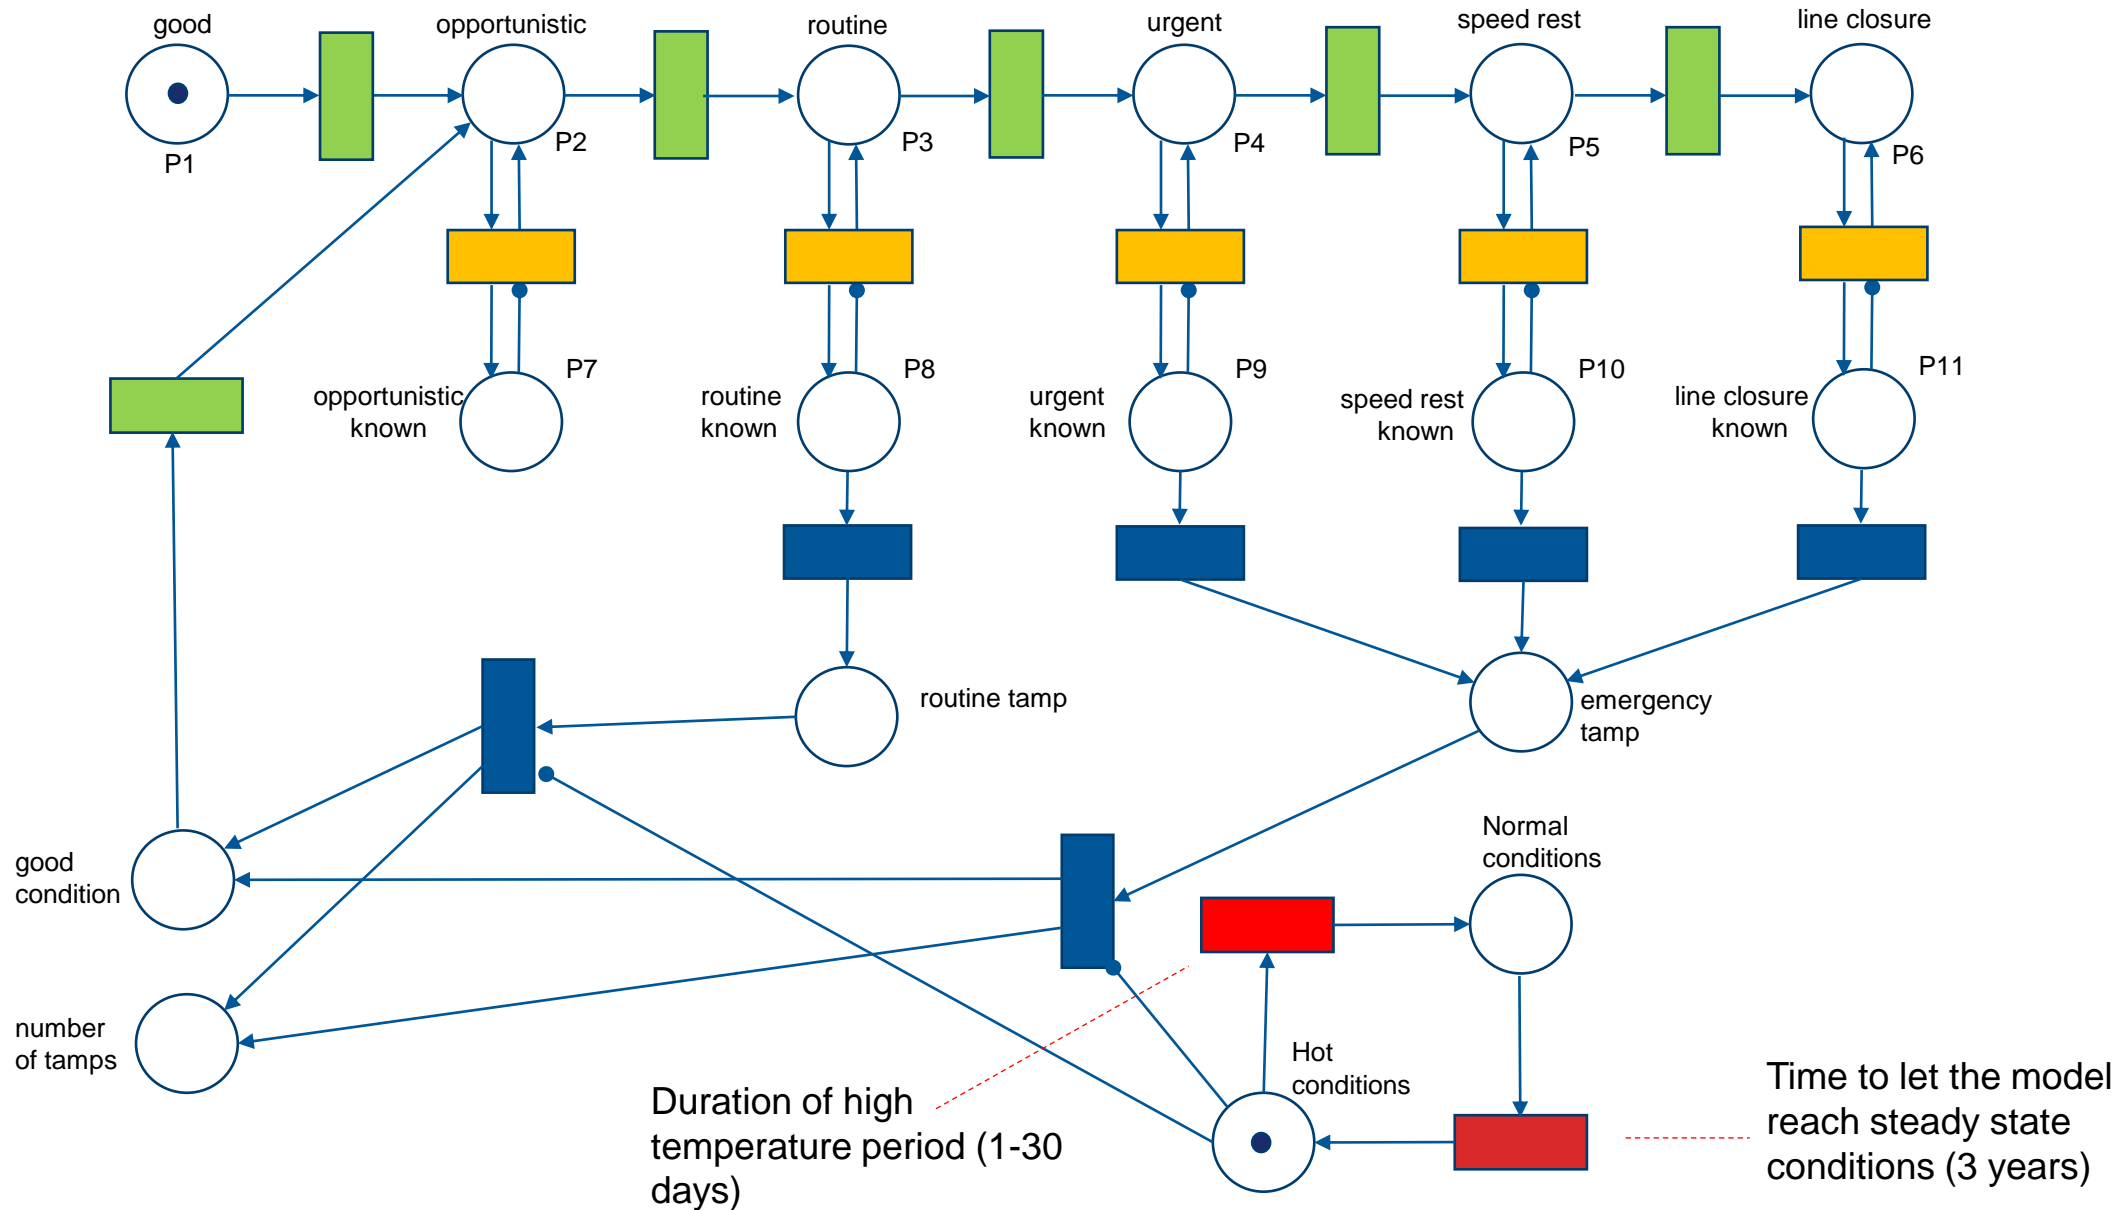 good
opportunistic
routine
urgent
speed rest
line closure
P1
P2
P3
P4
P5
P6
P7
P8
P9
P10
P11
opportunistic
known
routine
known
urgent
known
speed rest
known
line closure
known
routine tamp
emergency
tamp
good
condition
Normal
conditions
number
of tamps
Hot
conditions
Duration of high
temperature period (1-30
days)
Time to let the model
reach steady state
conditions (3 years)